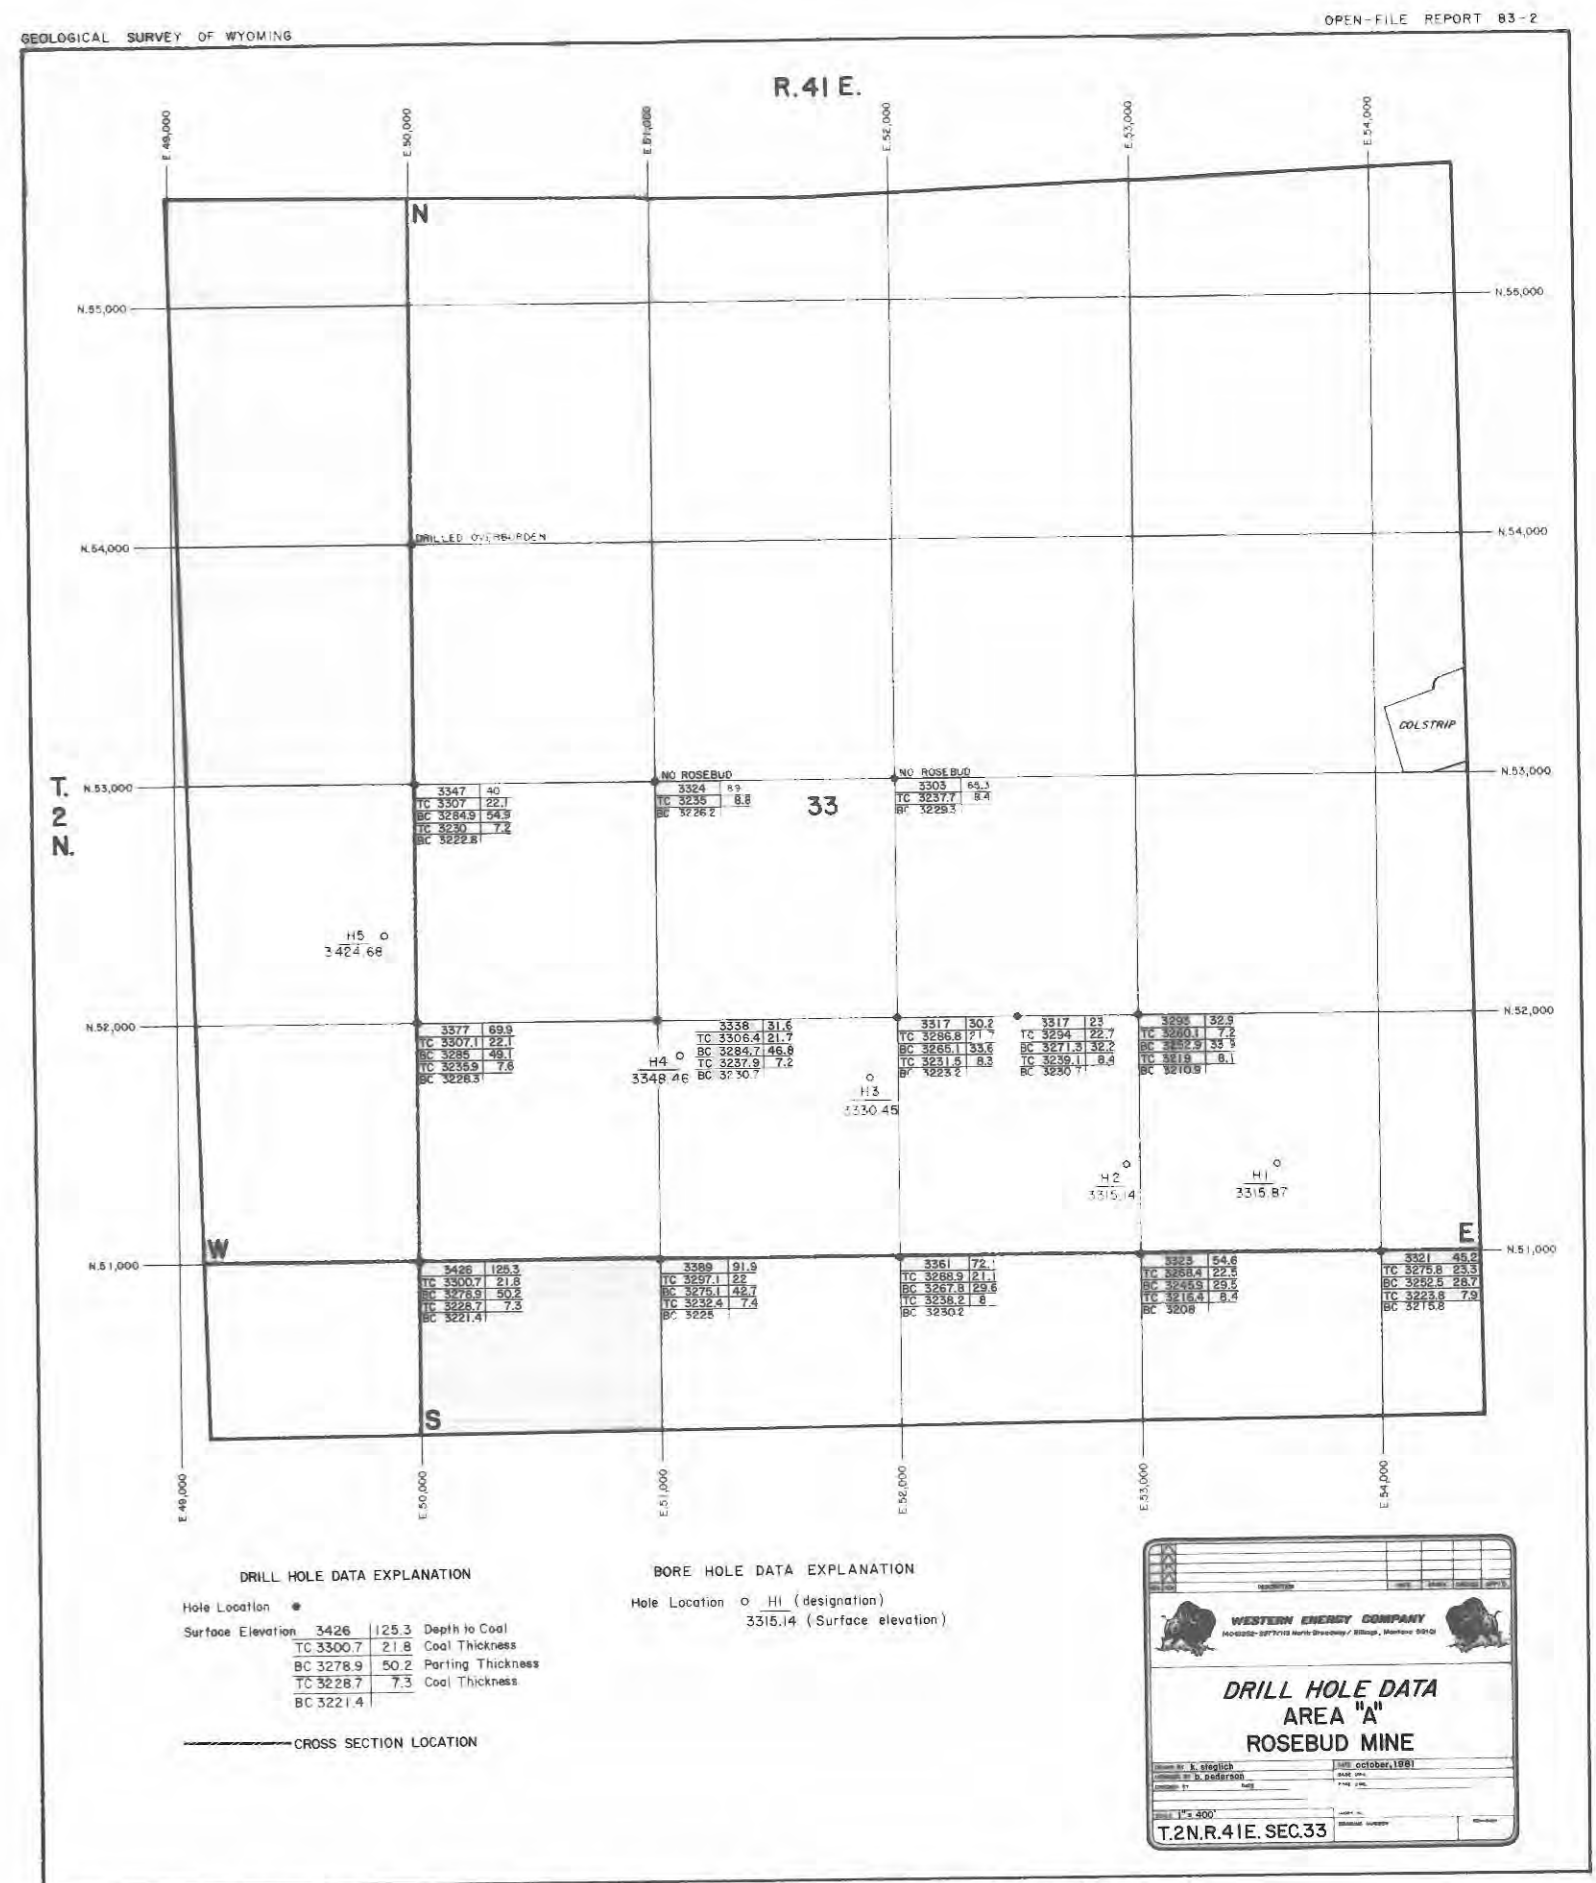 GEOLOGICAL SURVEY OF WYOMING
OPEN-FILE REPORT 83-2
R.41 E.
E.49,000
E.50,000
E.51,000
E.52,000
E.53,000
E.54,000
N
N.55,000
N.55,000
N.54,000
DRILLED OVERBURDEN
N.54,000
COLSTRIP
T.
2
N.
N.53,000
N.53,000
3347 40
TC 3307 22.1
BC 3284.9 54.9
TC 3230 7.2
BC 3222.8
NO ROSEBUD
3324 89
TC 3235 8.8
BC 3226.2
33
NO ROSEBUD
3303 65.3
TC 3237.7 8.4
BC 3229.3
H5
3424.68
N.52,000
N.52,000
3377 69.9
TC 3307.1 22.1
BC 3285 49.1
TC 3235.9 7.6
BC 3228.3
3338 31.6
TC 3306.4 21.7
BC 3284.7 46.8
TC 3237.9 7.2
BC 3230.7
H4
3348.46
3317 30.2
TC 3286.8 21.7
BC 3265.1 33.6
TC 3231.5 8.3
BC 3223.2
3317 23
TC 3294 22.7
BC 3271.3 32.2
TC 3239.1 8.4
BC 3230.7
3293 32.9
TC 3260.1 7.2
BC 3252.9 33.9
TC 3219 8.1
BC 3210.9
H3
3330.45
H2
3315.14
H1
3315.87
W
E
N.51,000
N.51,000
3426 125.3
TC 3300.7 21.8
BC 3278.9 50.2
TC 3228.7 7.3
BC 3221.4
3389 91.9
TC 3297.1 22
BC 3275.1 42.7
TC 3232.4 7.4
BC 3225
3361 72.1
TC 3288.9 21.1
BC 3267.8 29.6
TC 3238.2 8
BC 3230.2
3323 54.6
TC 3268.4 22.5
BC 3245.9 29.5
TC 3216.4 8.4
BC 3208
3321 45.2
TC 3275.8 23.3
BC 3252.5 28.7
TC 3223.8 7.9
BC 3215.8
S
E.49,000
E.50,000
E.51,000
E.52,000
E.53,000
E.54,000
DRILL HOLE DATA EXPLANATION
Hole Location
Surface Elevation 3426 125.3 Depth to Coal
TC 3300.7 21.8 Coal Thickness
BC 3278.9 50.2 Parting Thickness
TC 3228.7 7.3 Coal Thickness
BC 3221.4
CROSS SECTION LOCATION
BORE HOLE DATA EXPLANATION
Hole Location H1 (designation)
3315.14 (Surface elevation)
DESCRIPTION DATE
WESTERN ENERGY COMPANY
DRILL HOLE DATA
AREA "A"
ROSEBUD MINE
k. steglich
DATE october, 1981
b. pederson
1" = 400'
T.2N.R.41E. SEC.33